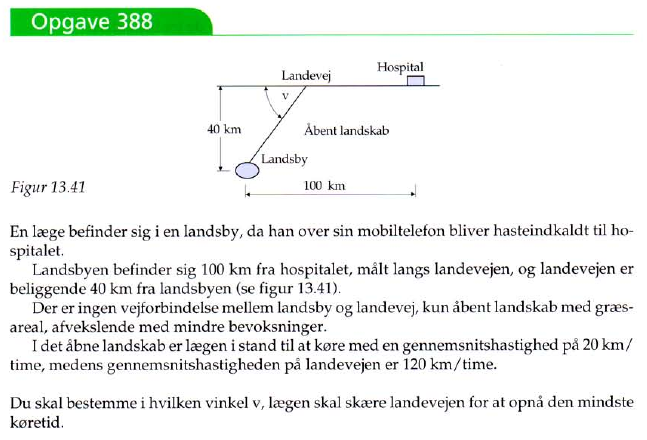 Opgave 388
Hospital
Landevej
v
40 km
Åbent landskab
Landsby
100 km
Figur 13.41
En læge befinder sig i en landsby, da han over sin mobiltelefon bliver hasteindkaldt til ho-
spitalet.
Landsbyen befinder sig 100 km fra hospitalet, målt langs landevejen, og landevejen er
beliggende 40 km fra landsbyen (se figur 13.41).
Der er ingen vejforbindelse mellem landsby og landevej, kun åbent landskab med græs-
areal, afvekslende med mindre bevoksninger.
I det åbne landskab er lægen i stand til at køre med en gennemsnitshastighed på 20 km/
time, medens gennemsnitshastigheden på landevejen er 120 km/time.
Du skal bestemme i hvilken vinkel v, lægen skal skære landevejen for at opnå den mindste
køretid.